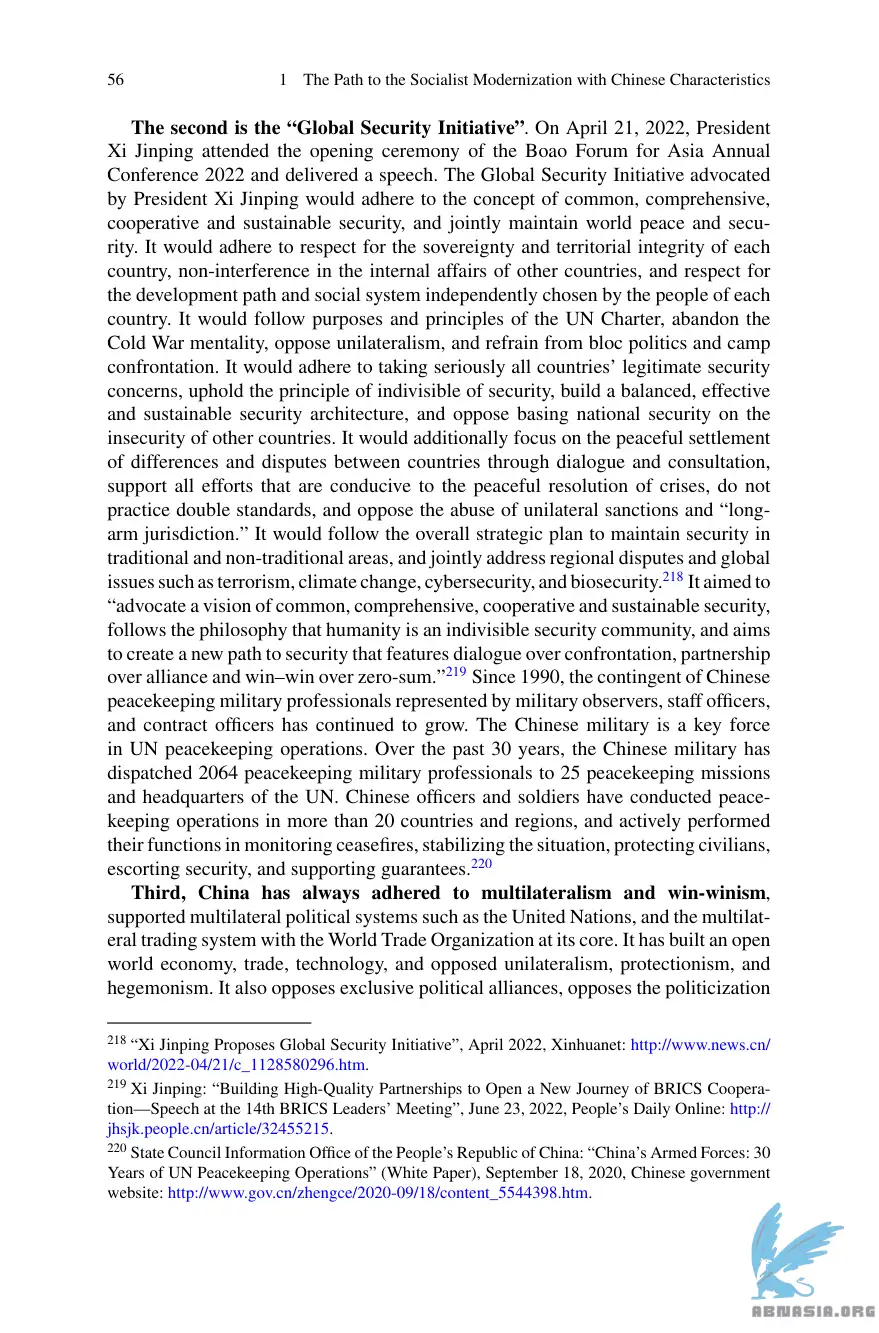 56 1 The Path to the Socialist Modernization with Chinese Characteristics
The second is the “Global Security Initiative”. On April 21, 2022, President
Xi Jinping attended the opening ceremony of the Boao Forum for Asia Annual
Conference 2022 and delivered a speech. The Global Security Initiative advocated
by President Xi Jinping would adhere to the concept of common, comprehensive,
cooperative and sustainable security, and jointly maintain world peace and secu-
rity. It would adhere to respect for the sovereignty and territorial integrity of each
country, non-interference in the internal affairs of other countries, and respect for
the development path and social system independently chosen by the people of each
country. It would follow purposes and principles of the UN Charter, abandon the
Cold War mentality, oppose unilateralism, and refrain from bloc politics and camp
confrontation. It would adhere to taking seriously all countries’ legitimate security
concerns, uphold the principle of indivisible of security, build a balanced, effective
and sustainable security architecture, and oppose basing national security on the
insecurity of other countries. It would additionally focus on the peaceful settlement
of differences and disputes between countries through dialogue and consultation,
support all efforts that are conducive to the peaceful resolution of crises, do not
practice double standards, and oppose the abuse of unilateral sanctions and “long-
arm jurisdiction.” It would follow the overall strategic plan to maintain security in
traditional and non-traditional areas, and jointly address regional disputes and global
issues such as terrorism, climate change, cybersecurity, and biosecurity.218 It aimed to
“advocate a vision of common, comprehensive, cooperative and sustainable security,
follows the philosophy that humanity is an indivisible security community, and aims
to create a new path to security that features dialogue over confrontation, partnership
over alliance and win–win over zero-sum.”219 Since 1990, the contingent of Chinese
peacekeeping military professionals represented by military observers, staff officers,
and contract officers has continued to grow. The Chinese military is a key force
in UN peacekeeping operations. Over the past 30 years, the Chinese military has
dispatched 2064 peacekeeping military professionals to 25 peacekeeping missions
and headquarters of the UN. Chinese officers and soldiers have conducted peace-
keeping operations in more than 20 countries and regions, and actively performed
their functions in monitoring ceasefires, stabilizing the situation, protecting civilians,
escorting security, and supporting guarantees.220
Third, China has always adhered to multilateralism and win-winism,
supported multilateral political systems such as the United Nations, and the multilat-
eral trading system with the World Trade Organization at its core. It has built an open
world economy, trade, technology, and opposed unilateralism, protectionism, and
hegemonism. It also opposes exclusive political alliances, opposes the politicization
218 “Xi Jinping Proposes Global Security Initiative”, April 2022, Xinhuanet: http://www.news.cn/
world/2022-04/21/c_1128580296.htm.
219 Xi Jinping: “Building High-Quality Partnerships to Open a New Journey of BRICS Coopera-
tion—Speech at the 14th BRICS Leaders’ Meeting”, June 23, 2022, People’s Daily Online: http://
jhsjk.people.cn/article/32455215.
220 State Council Information Office of the People’s Republic of China: “China’s Armed Forces: 30
Years of UN Peacekeeping Operations” (White Paper), September 18, 2020, Chinese government
website: http://www.gov.cn/zhengce/2020-09/18/content_5544398.htm.
ABNASIA.ORG